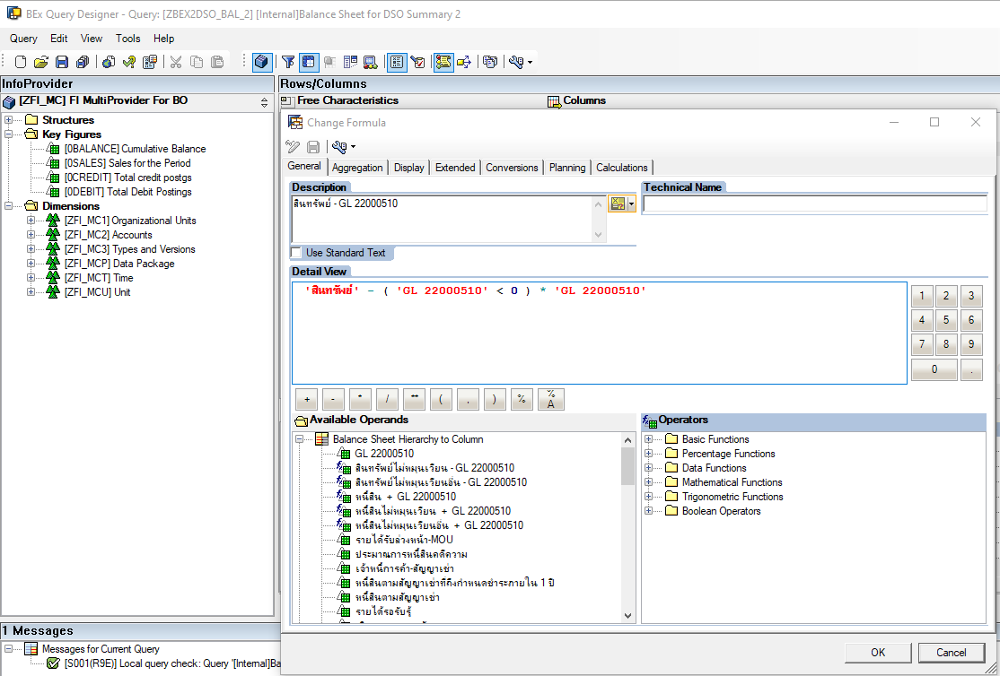 BEx Query Designer - Query: [ZBEX2DSO_BAL_2] [Internal]Balance Sheet for DSO Summary 2
Query Edit View Tools Help
InfoProvider
[ZFI_MC] FI MultiProvider For BO
Structures
Key Figures
[0BALANCE] Cumulative Balance
[0SALES] Sales for the Period
[0CREDIT] Total credit postgs
[0DEBIT] Total Debit Postings
Dimensions
[ZFI_MC1] Organizational Units
[ZFI_MC2] Accounts
[ZFI_MC3] Types and Versions
[ZFI_MCP] Data Package
[ZFI_MCT] Time
[ZFI_MCU] Unit
Rows/Columns
Free Characteristics
Columns
Change Formula
General Aggregation Display Extended Conversions Planning Calculations
Description
สินทรัพย์ - GL 22000510
Technical Name
Use Standard Text
Detail View
'สินทรัพย์' - ( 'GL 22000510' < 0 ) * 'GL 22000510'
1 2 3
4 5 6
7 8 9
0 .
+ - * / ** ( , ) % %A
Available Operands
Balance Sheet Hierarchy to Column
GL 22000510
สินทรัพย์ไม่หมุนเวียน - GL 22000510
สินทรัพย์ไม่หมุนเวียนอื่น - GL 22000510
หนี้สิน + GL 22000510
หนี้สินไม่หมุนเวียน + GL 22000510
หนี้สินไม่หมุนเวียนอื่น + GL 22000510
รายได้รับล่วงหน้า-MOU
ประมาณการหนี้สินคดีความ
เจ้าหนี้การค้า-สัญญาเช่า
หนี้สินตามสัญญาเช่าที่ถึงกำหนดชำระภายใน 1 ปี
หนี้สินตามสัญญาเช่า
รายได้รอรับรู้
Operators
Basic Functions
Percentage Functions
Data Functions
Mathematical Functions
Trigonometric Functions
Boolean Operators
OK Cancel
1 Messages
Messages for Current Query
[S001(R9E)] Local query check: Query '[Internal]Ba